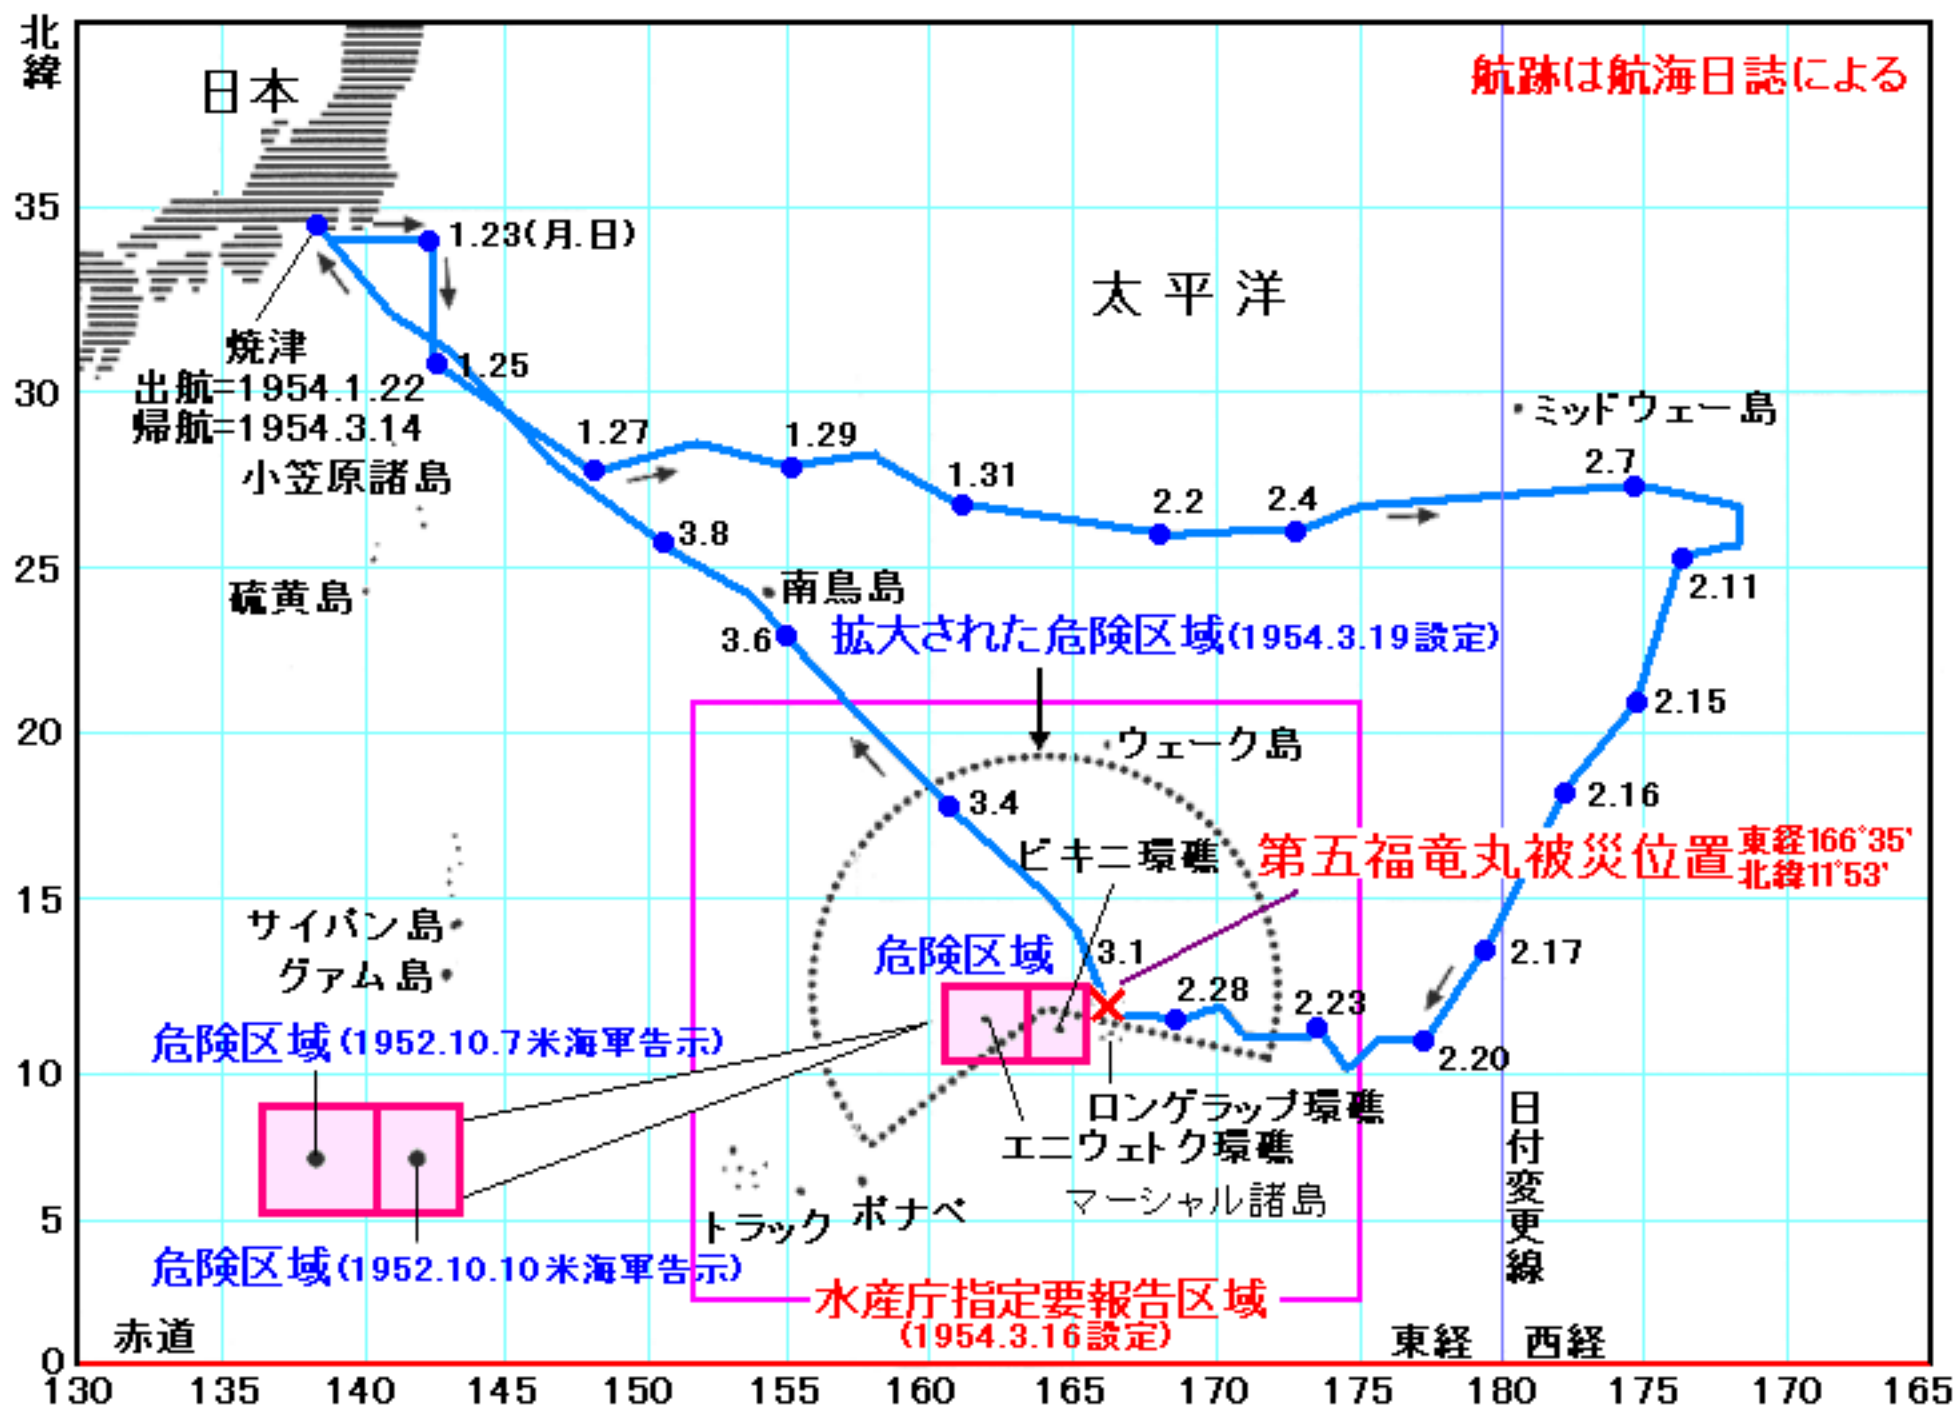 北緯
航跡は航海日誌による
日本
35
1.23(月.日)
太平洋
焼津
1.25
出航=1954.1.22
30
ミッドウェー島
帰航=1954.3.14
1.27
1.29
2.7
小笠原諸島
1.31
2.2
2.4
3.8
25
南鳥島
2.11
硫黄島
3.6
拡大された危険区域(1954.3.19設定)
2.15
20
ウェーク島
3.4
2.16
ビキニ環礁
第五福竜丸被災位置
東経166°35'
北緯11°53'
15
サイパン島
危険区域
3.1
2.17
グァム島
2.28
2.23
危険区域(1952.10.7米海軍告示)
2.20
10
ロンゲラップ環礁
日付変更線
エニウェトク環礁
マーシャル諸島
トラック
ポナペ
5
危険区域(1952.10.10米海軍告示)
水産庁指定要報告区域
(1954.3.16設定)
赤道
東経
西経
0
130 135 140 145 150 155 160 165 170 175 180 175 170 165